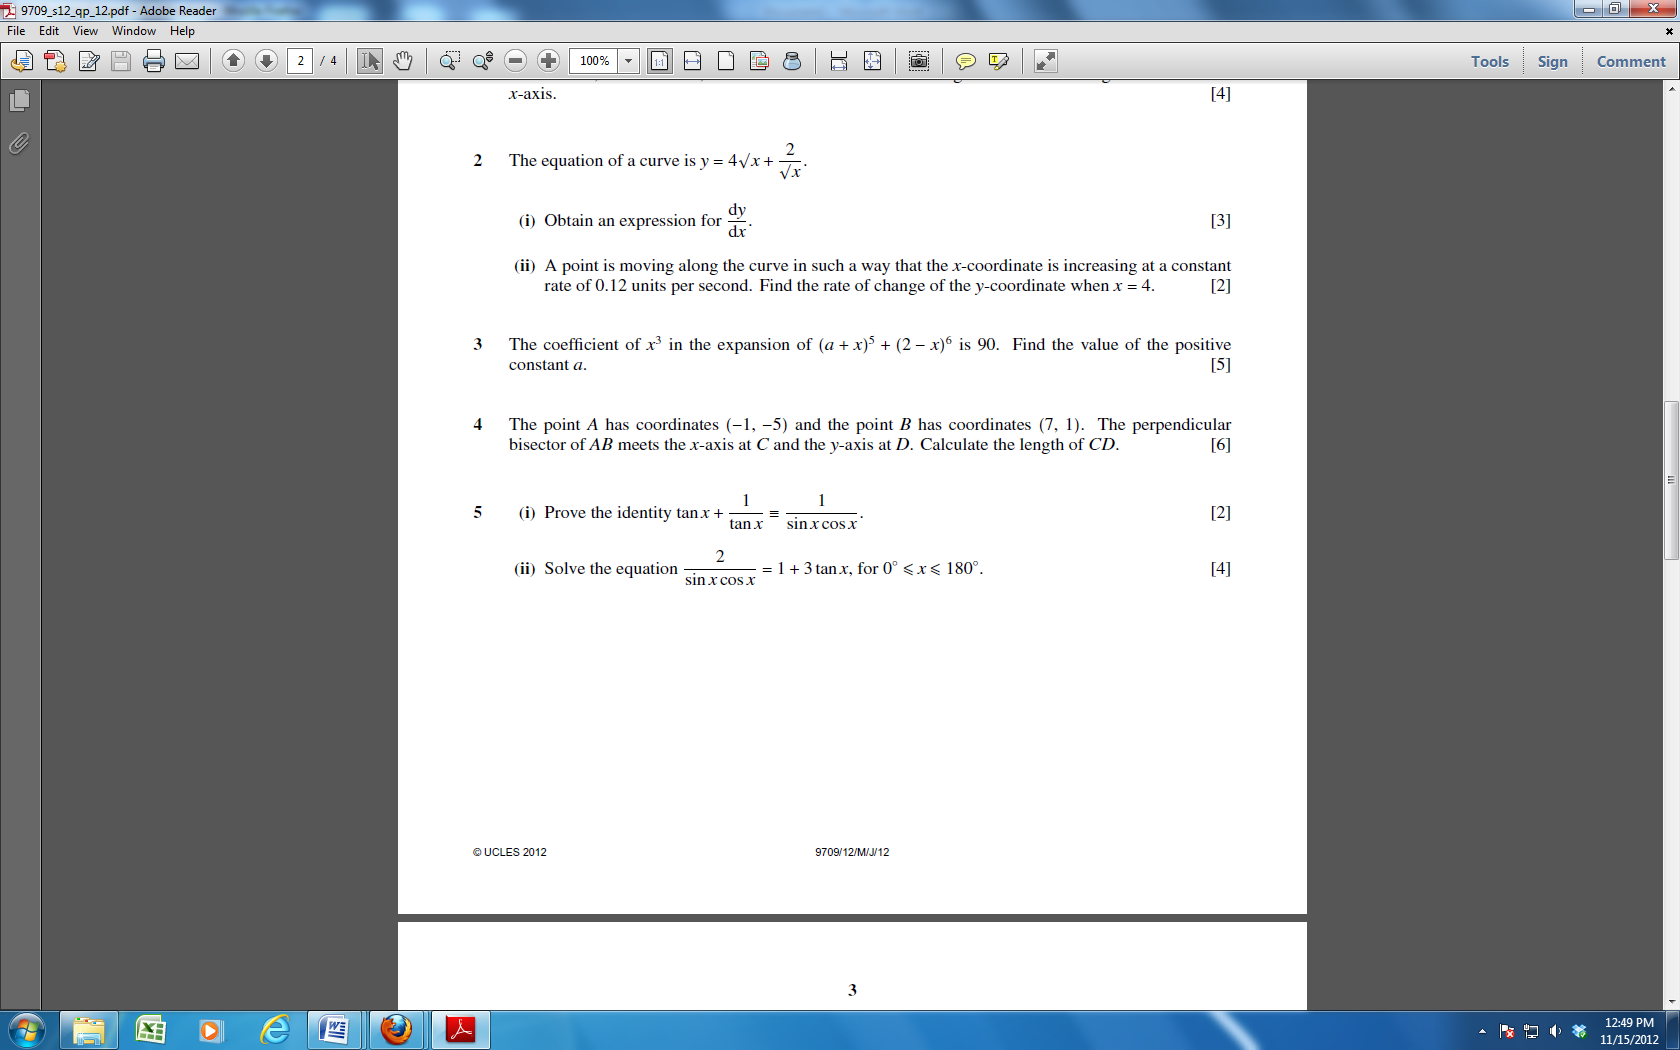 9709_s12_qp_12.pdf - Adobe Reader
File Edit View Window Help
2 / 4 100% Tools Sign Comment
x-axis. [4]
2 The equation of a curve is y = 4√x + 2/√x.
(i) Obtain an expression for dy/dx. [3]
(ii) A point is moving along the curve in such a way that the x-coordinate is increasing at a constant
rate of 0.12 units per second. Find the rate of change of the y-coordinate when x = 4. [2]
3 The coefficient of x³ in the expansion of (a + x)⁵ + (2 − x)⁶ is 90. Find the value of the positive
constant a. [5]
4 The point A has coordinates (−1, −5) and the point B has coordinates (7, 1). The perpendicular
bisector of AB meets the x-axis at C and the y-axis at D. Calculate the length of CD. [6]
5 (i) Prove the identity tan x + 1/tan x ≡ 1/(sin x cos x). [2]
(ii) Solve the equation 2/(sin x cos x) = 1 + 3 tan x, for 0° ⩽ x ⩽ 180°. [4]
© UCLES 2012 9709/12/M/J/12
3
12:49 PM
11/15/2012